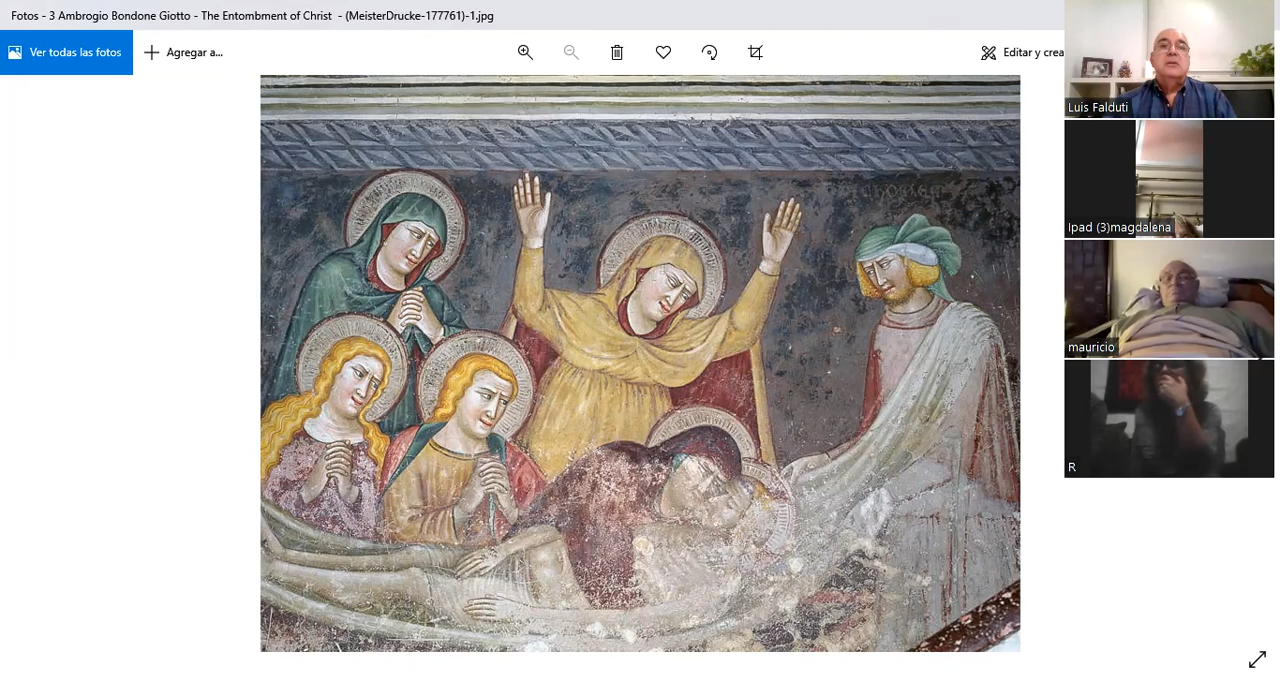 Fotos - 3 Ambrogio Bondone Giotto - The Entombment of Christ - (MeisterDrucke-177761)-1.jpg
Ver todas las fotos
Agregar a...
Editar y crea
Luis Falduti
Ipad (3)magdalena
mauricio
R